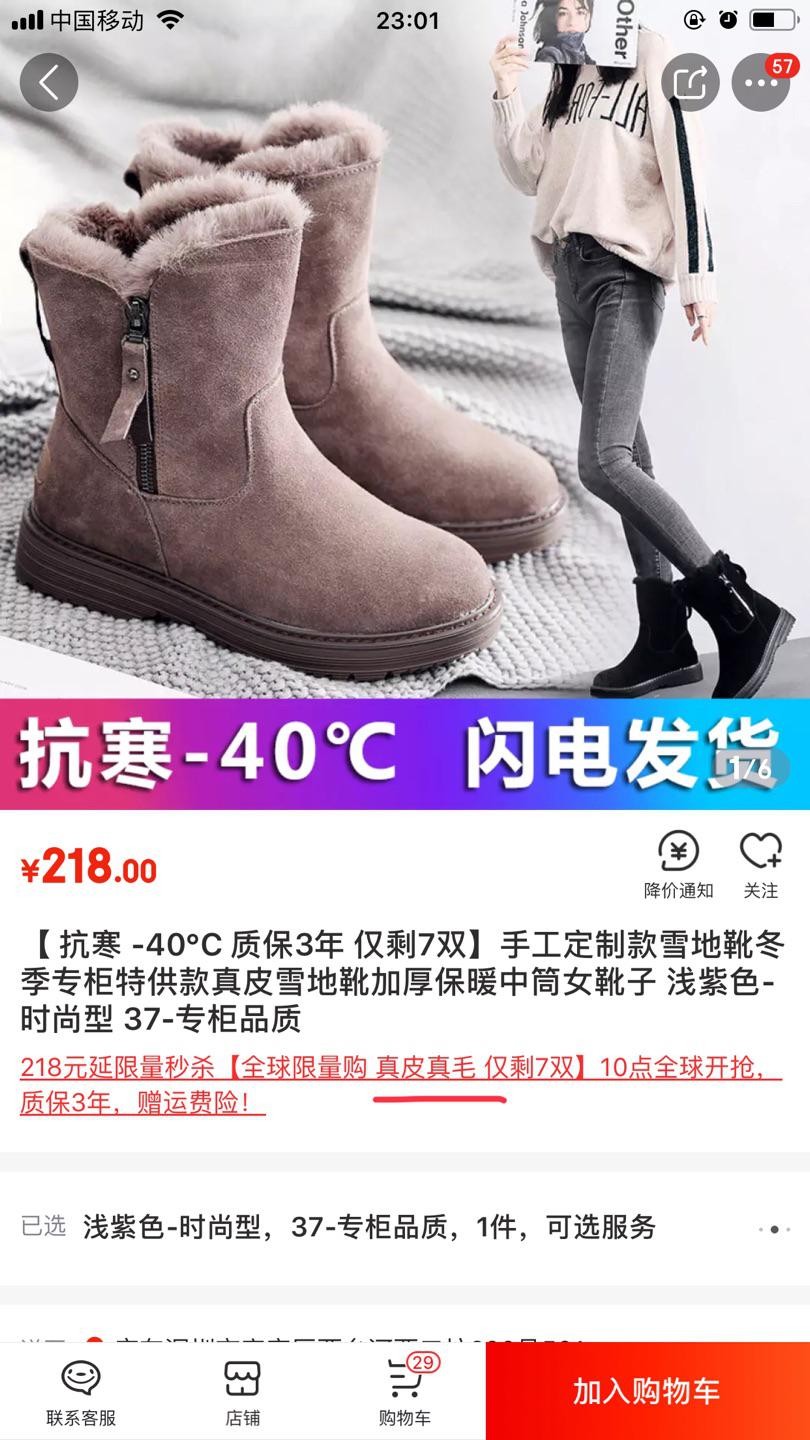 中国移动
23:01
a Johnson
Other
ALL-FOR
57
抗寒-40℃ 闪电发货
1/6
¥218.00
降价通知
关注
【 抗寒 -40°C 质保3年 仅剩7双】手工定制款雪地靴冬
季专柜特供款真皮雪地靴加厚保暖中筒女靴子 浅紫色-
时尚型 37-专柜品质
218元延限量秒杀【全球限量购 真皮真毛 仅剩7双】10点全球开抢，
质保3年，赠运费险！
已选
浅紫色-时尚型，37-专柜品质，1件，可选服务
联系客服
店铺
29
购物车
加入购物车